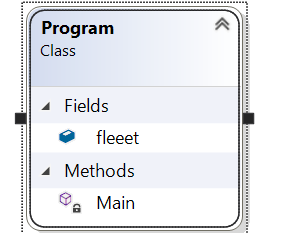 Program
Class
Fields
fleeet
Methods
Main